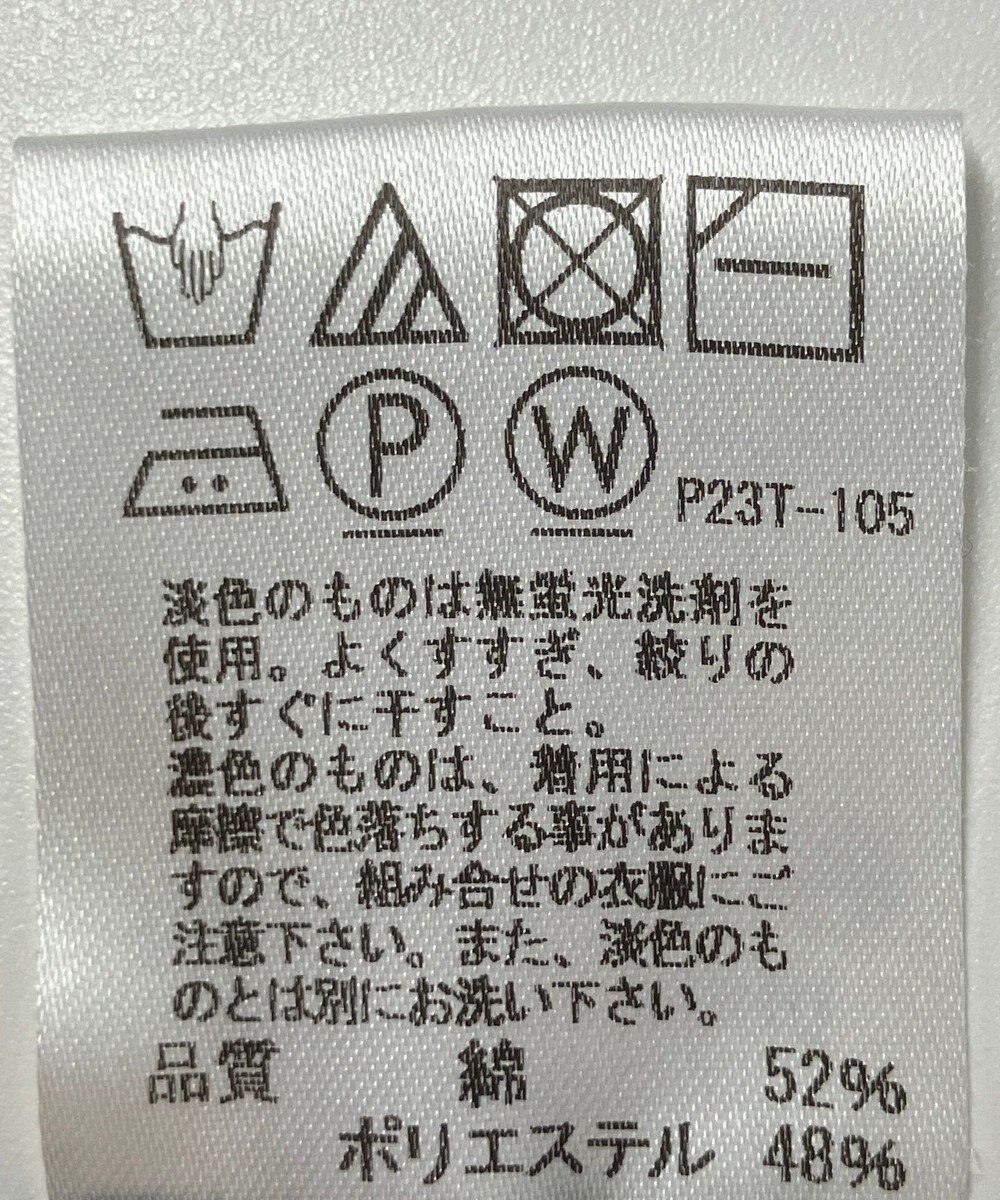 P
W
P23T-105
淡色のものは無蛍光洗剤を
使用。よくすすぎ、絞りの
後すぐに干すこと。
濃色のものは、着用による
摩擦で色落ちする事がありま
すので、組み合せの衣服にご
注意下さい。また、淡色のも
のとは別にお洗い下さい。
品質 綿 52%
ポリエステル 48%